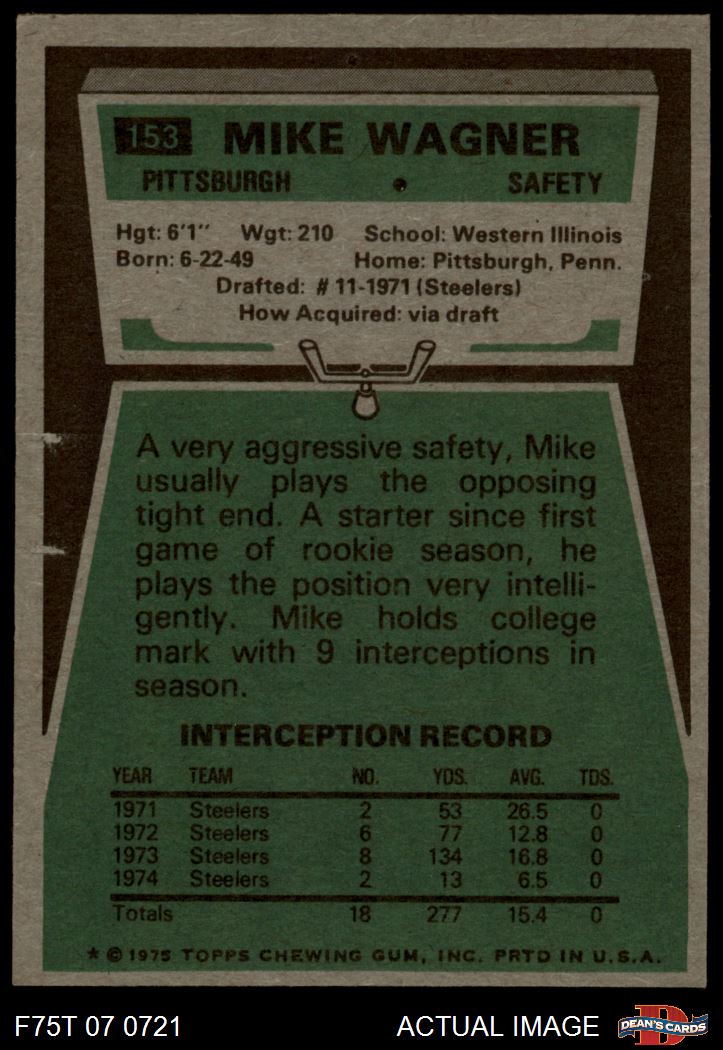 153 MIKE WAGNER
PITTSBURGH • SAFETY
Hgt: 6'1" Wgt: 210 School: Western Illinois
Born: 6-22-49 Home: Pittsburgh, Penn.
Drafted: # 11-1971 (Steelers)
How Acquired: via draft
A very aggressive safety, Mike
usually plays the opposing
tight end. A starter since first
game of rookie season, he
plays the position very intelli-
gently. Mike holds college
mark with 9 interceptions in
season.
INTERCEPTION RECORD
YEAR TEAM NO. YDS. AVG. TDS.
1971 Steelers 2 53 26.5 0
1972 Steelers 6 77 12.8 0
1973 Steelers 8 134 16.8 0
1974 Steelers 2 13 6.5 0
Totals 18 277 15.4 0
* © 1975 TOPPS CHEWING GUM, INC. PRTD IN U.S.A.
F75T 07 0721 ACTUAL IMAGE D DEAN'S CARDS